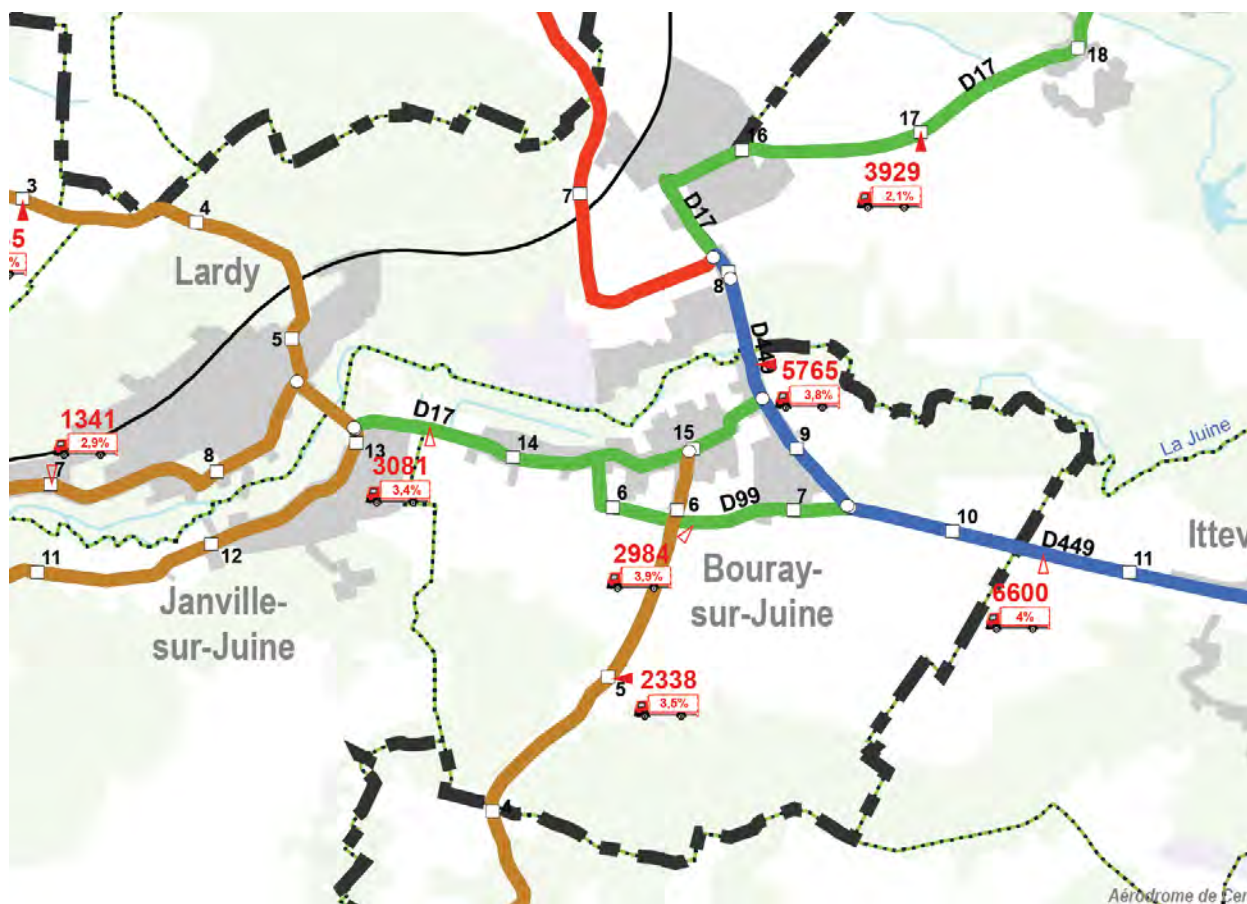 18
D17
17
16
3929
2,1%
3
7
4
D17
Lardy
8
5
D449
5765
3,8%
1341
2,9%
D17
9
La Juine
7
8
13
14
15
3081
3,4%
6
6
D99
7
10
D449
11
Ittev
11
12
2984
3,9%
Bouray-
sur-Juine
6600
4%
Janville-
sur-Juine
5
2338
3,5%
4
Aérodrome de Cer